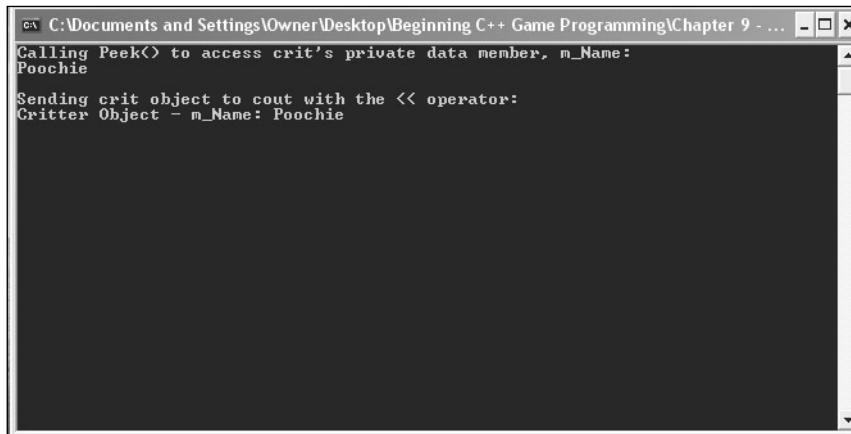 C:\Documents and Settings\Owner\Desktop\Beginning C++ Game Programming\Chapter 9 - ...
Calling Peek() to access crit's private data member, m_Name:
Poochie
Sending crit object to cout with the << operator:
Critter Object - m_Name: Poochie